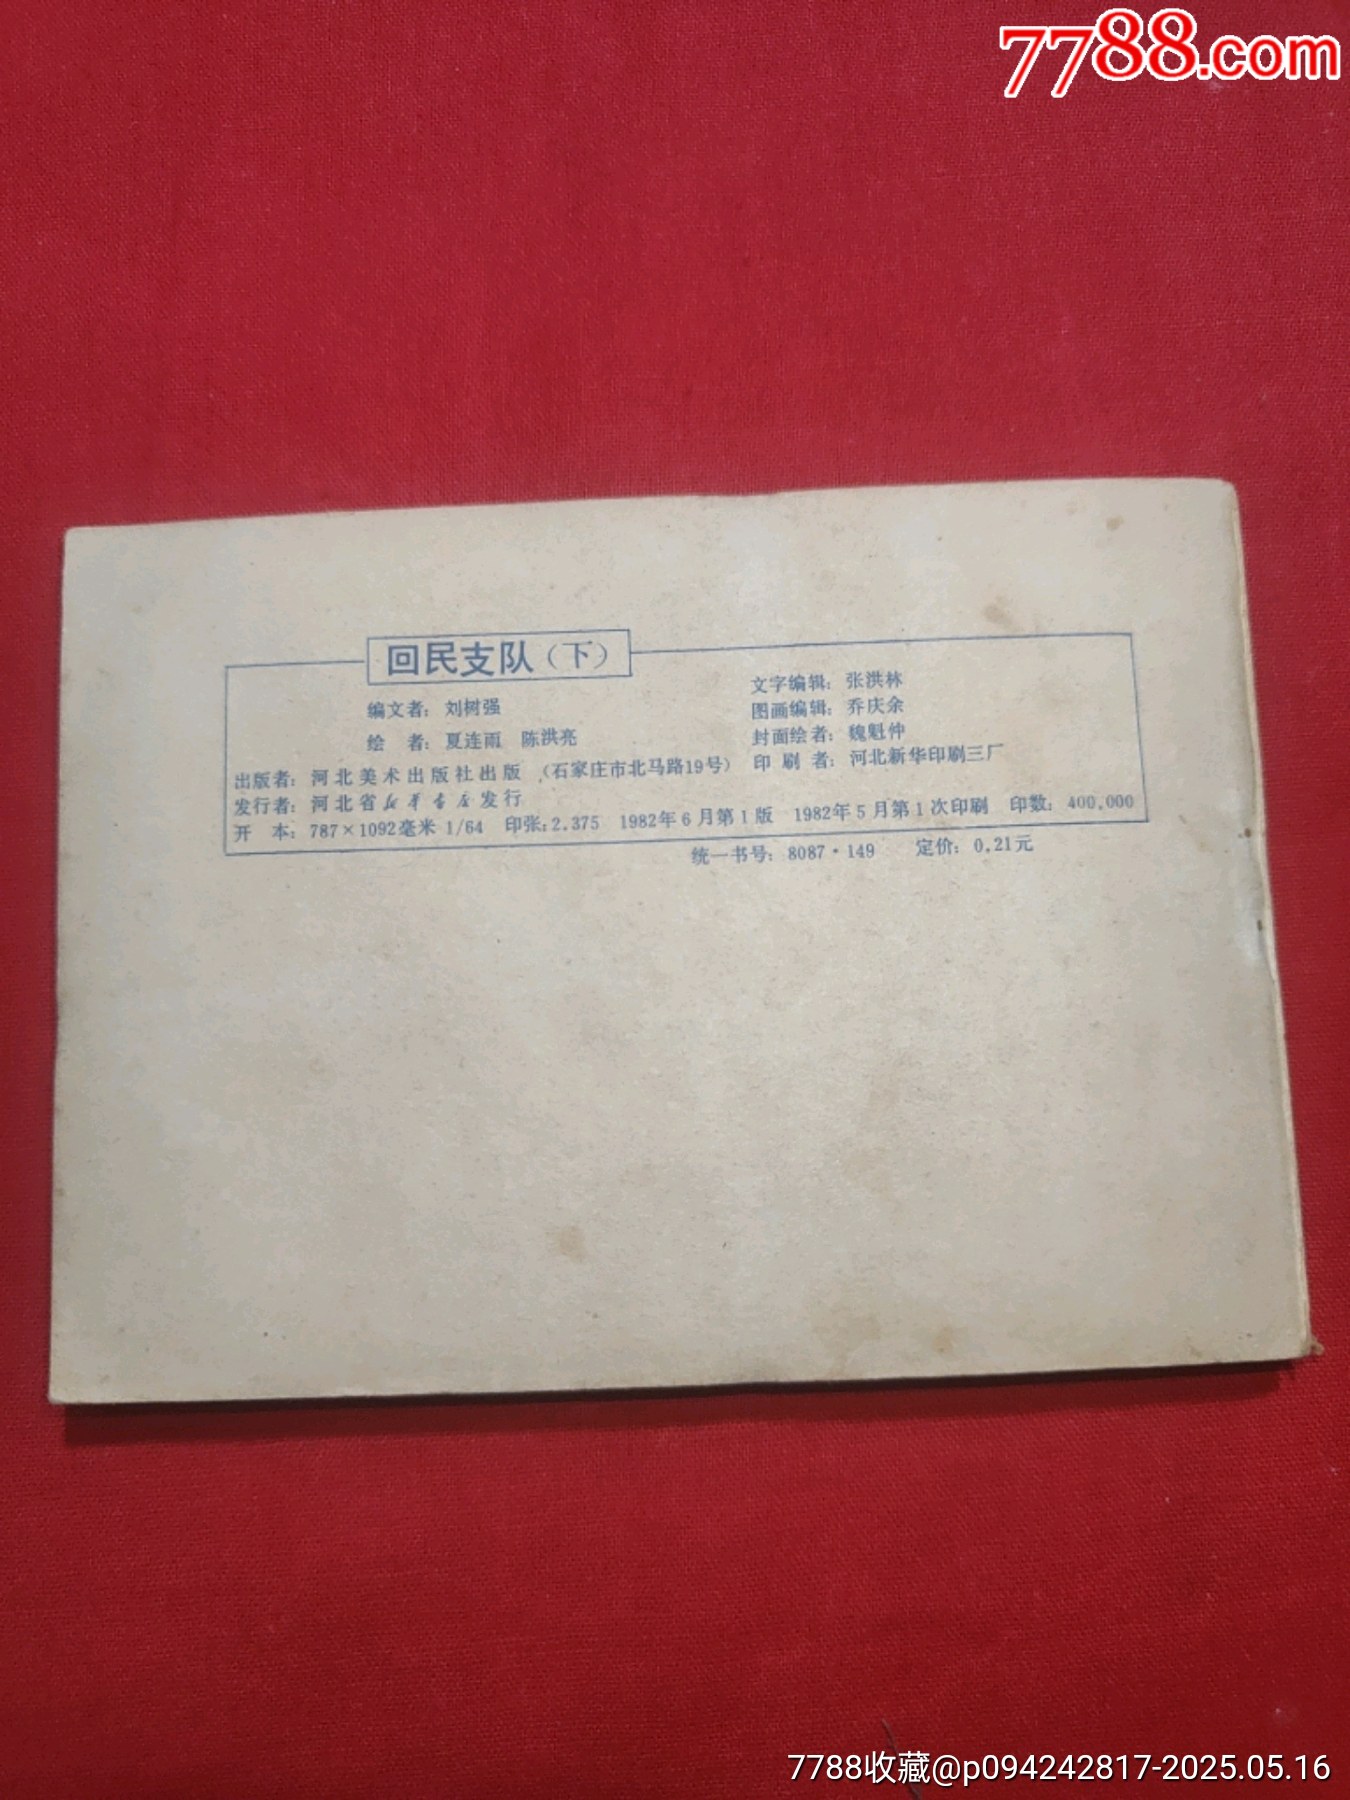 7788.com
回民支队（下）
编文者：刘树强
绘　者：夏连雨　陈洪亮
文字编辑：张洪林
图画编辑：乔庆余
封面绘者：魏魁仲
印刷者：河北新华印刷三厂
出版者：河北美术出版社出版（石家庄市北马路19号）
发行者：河北省新华书店发行
开　本：787×1092毫米 1/64　印张：2.375　1982年6月第1版　1982年5月第1次印刷　印数：400,000
统一书号：8087·149　定价：0.21元
7788收藏@p094242817-2025.05.16